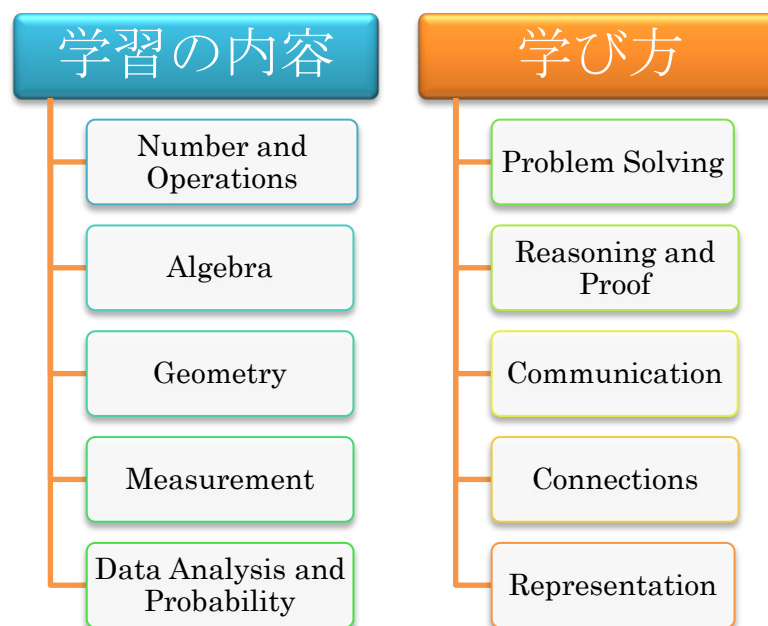 学習の内容
Number and
Operations
Algebra
Geometry
Measurement
Data Analysis and
Probability
学び方
Problem Solving
Reasoning and
Proof
Communication
Connections
Representation